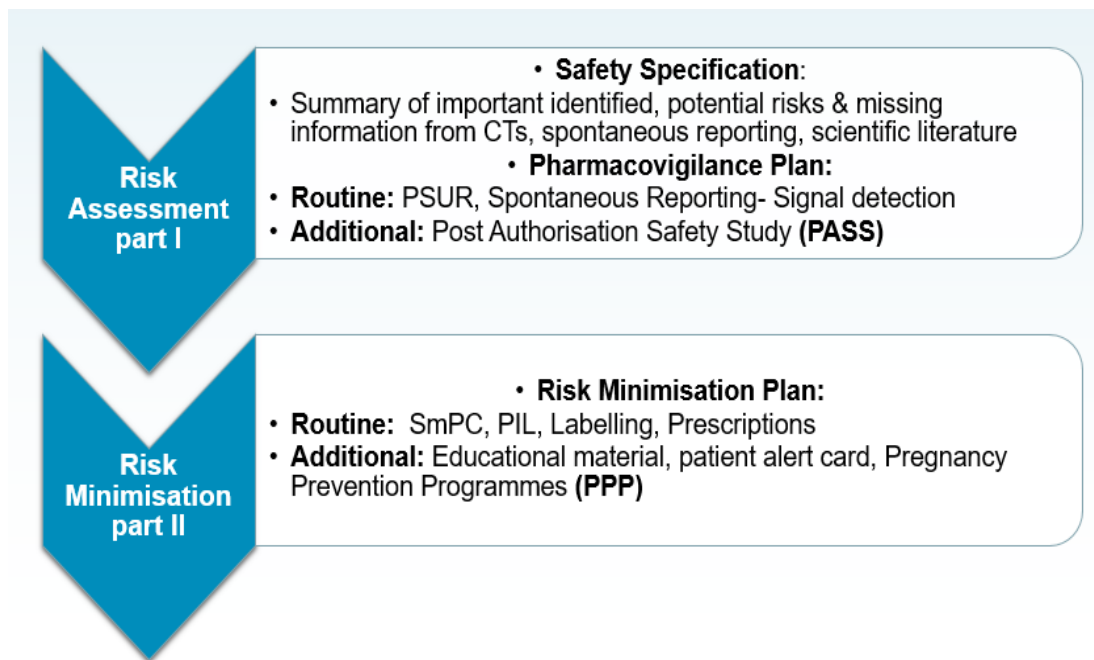 Risk
Assessment
part I
• Safety Specification:
• Summary of important identified, potential risks & missing
information from CTs, spontaneous reporting, scientific literature
• Pharmacovigilance Plan:
• Routine: PSUR, Spontaneous Reporting- Signal detection
• Additional: Post Authorisation Safety Study (PASS)
Risk
Minimisation
part II
• Risk Minimisation Plan:
• Routine: SmPC, PIL, Labelling, Prescriptions
• Additional: Educational material, patient alert card, Pregnancy
Prevention Programmes (PPP)